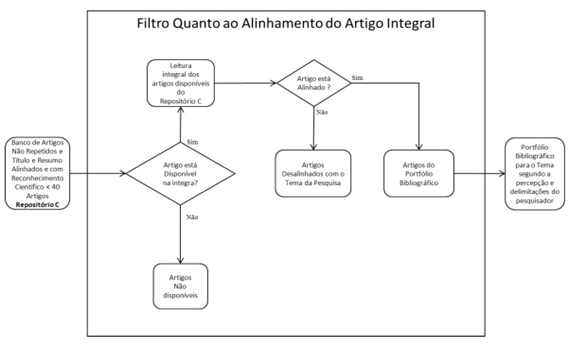 Filtro Quanto ao Alinhamento do Artigo Integral
Banco de Artigos
Não Repetidos e
Título e Resumo
Alinhados e com
Reconhecimento
Científico < 40
Artigos
Repositório C
Artigo está
Disponível
na integra?
Sim
Leitura
integral dos
artigos disponíveis
do
Repositório C
Não
Artigos
Não
disponíveis
Artigo está
Alinhado ?
Sim
Não
Artigos
Desalinhados com o
Tema da Pesquisa
Artigos do
Portfólio
Bibliográfico
Portfólio
Bibliográfico
para o Tema
segundo a
percepção e
delimitações do
pesquisador